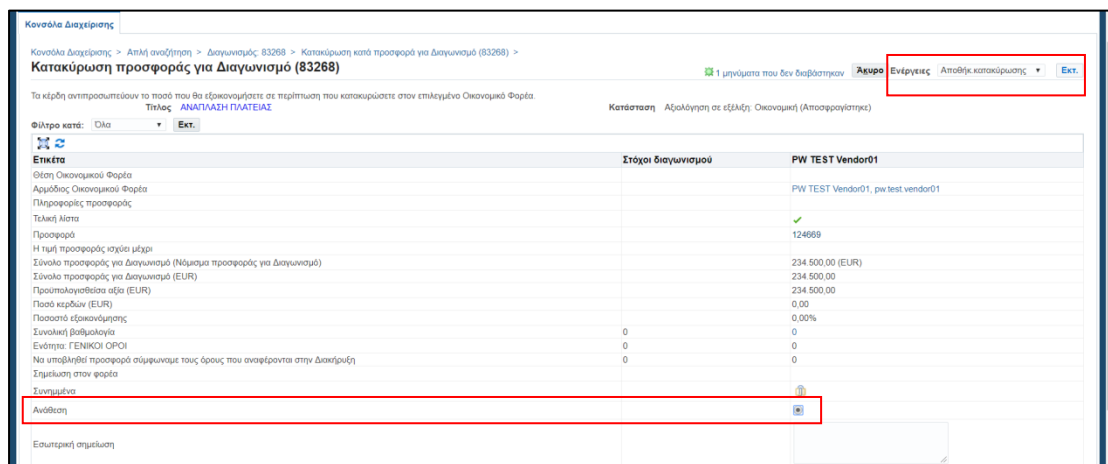 Κονσόλα Διαχείρισης
Κονσόλα Διαχείρισης > Απλή αναζήτηση > Διαγωνισμός: 83268 > Κατακύρωση κατά προσφορά για Διαγωνισμό (83268) >
Κατακύρωση προσφοράς για Διαγωνισμό (83268)
1 μηνύματα που δεν διαβάστηκαν Άκυρο Ενέργειες Αποθήκ.κατακύρωσης Εκτ.
Τα κέρδη αντιπροσωπεύουν το ποσό που θα εξοικονομήσετε σε περίπτωση που κατακυρώσετε στον επιλεγμένο Οικονομικό Φορέα.
Τίτλος ΑΝΑΠΛΑΣΗ ΠΛΑΤΕΙΑΣ Κατάσταση Αξιολόγηση σε εξέλιξη: Οικονομική (Αποσφραγίστηκε)
Φίλτρο κατά: Όλα Εκτ.
Ετικέτα Στόχοι διαγωνισμού PW TEST Vendor01
Θέση Οικονομικού Φορέα
Αρμόδιος Οικονομικού Φορέα PW TEST Vendor01, pw test vendor01
Πληροφορίες προσφοράς
Τελική λίστα
Προσφορά 124669
Η τιμή προσφοράς ισχύει μέχρι
Σύνολο προσφοράς για Διαγωνισμό (Νόμισμα προσφοράς για Διαγωνισμό) 234.500,00 (EUR)
Σύνολο προσφοράς για Διαγωνισμό (EUR) 234.500,00
Προϋπολογισθείσα αξία (EUR) 234.500,00
Ποσό κερδών (EUR) 0,00
Ποσοστό εξοικονόμησης 0,00%
Συνολική βαθμολογία 0 0
Ενότητα: ΓΕΝΙΚΟΙ ΟΡΟΙ 0 0
Να υποβληθεί προσφορά σύμφωναμε τους όρους που αναφέρονται στην Διακήρυξη 0 0
Σημείωση στον φορέα
Συνημμένα
Ανάθεση
Εσωτερική σημείωση